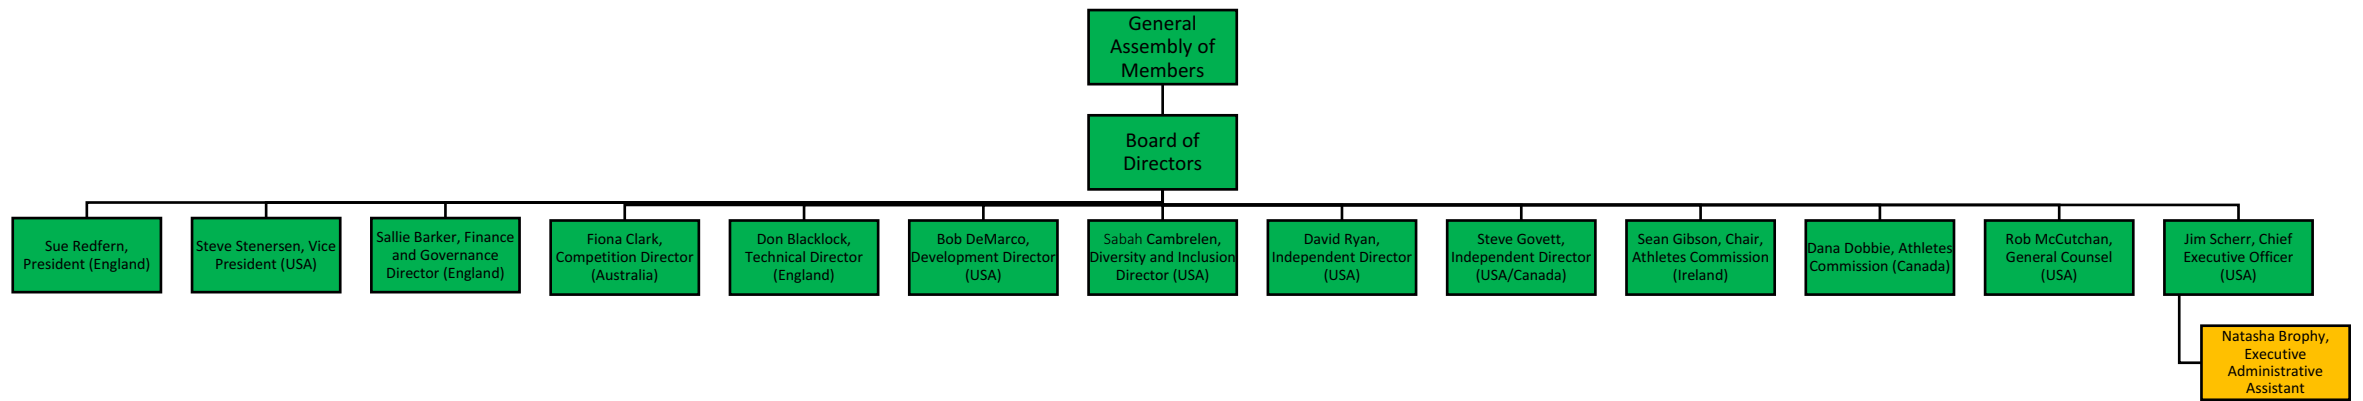 General
Assembly of
Members
Board of
Directors
Sue Redfern,
President (England)
Steve Stenersen, Vice
President (USA)
Sallie Barker, Finance
and Governance
Director (England)
Fiona Clark,
Competition Director
(Australia)
Don Blacklock,
Technical Director
(England)
Bob DeMarco,
Development Director
(USA)
Sabah Cambrelen,
Diversity and Inclusion
Director (USA)
David Ryan,
Independent Director
(USA)
Steve Govett,
Independent Director
(USA/Canada)
Sean Gibson, Chair,
Athletes Commission
(Ireland)
Dana Dobbie, Athletes
Commission (Canada)
Rob McCutchan,
General Counsel
(USA)
Jim Scherr, Chief
Executive Officer
(USA)
Natasha Brophy,
Executive
Administrative
Assistant